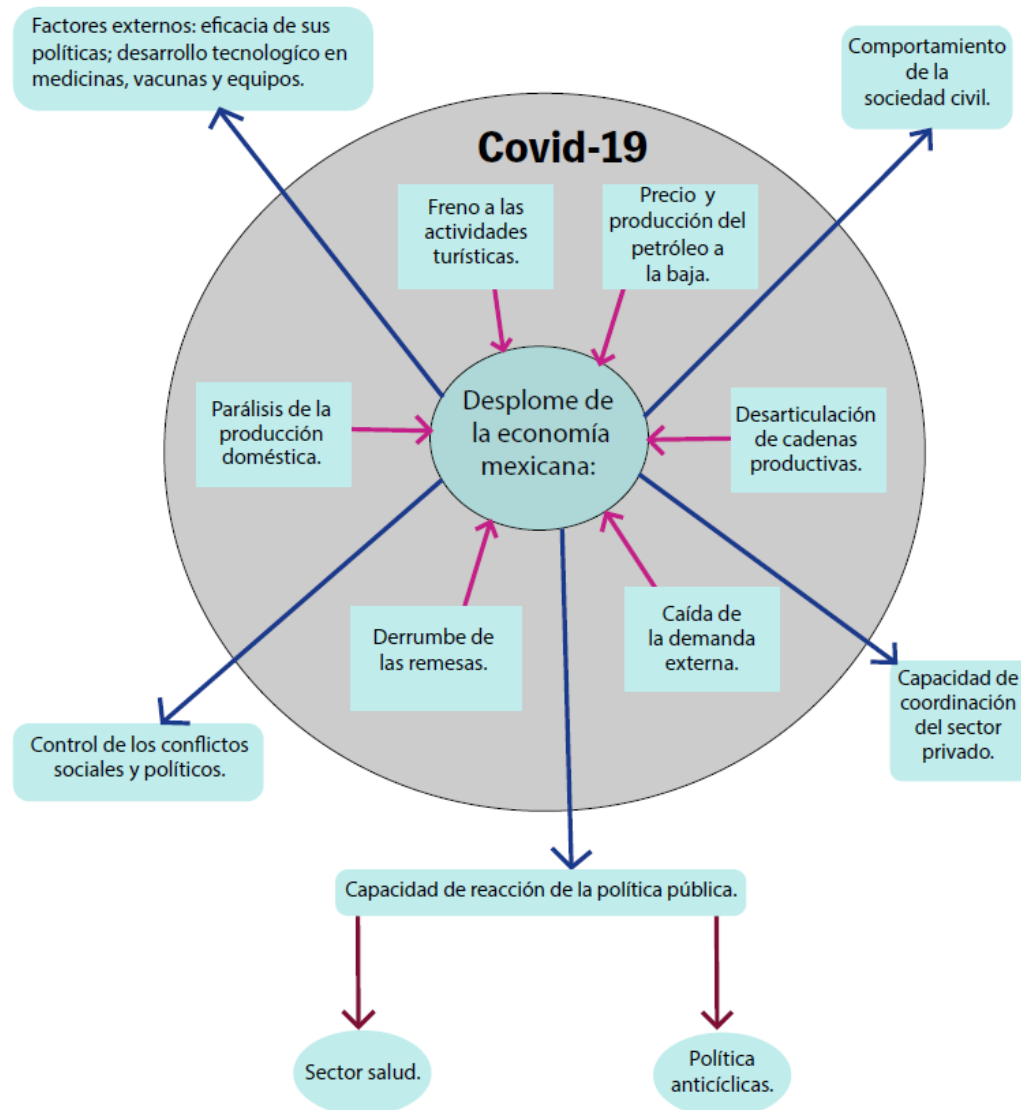 Factores externos: eficacia de sus
políticas; desarrollo tecnologíco en
medicinas, vacunas y equipos.
Comportamiento
de la
sociedad civil.
Covid-19
Freno a las
actividades
turísticas.
Precio y
producción del
petróleo a
la baja.
Parálisis de la
producción
doméstica.
Desplome de
la economía
mexicana:
Desarticulación
de cadenas
productivas.
Derrumbe de
las remesas.
Caída de
la demanda
externa.
Control de los conflictos
sociales y políticos.
Capacidad de
coordinación
del sector
privado.
Capacidad de reacción de la política pública.
Sector salud.
Política
anticíclicas.